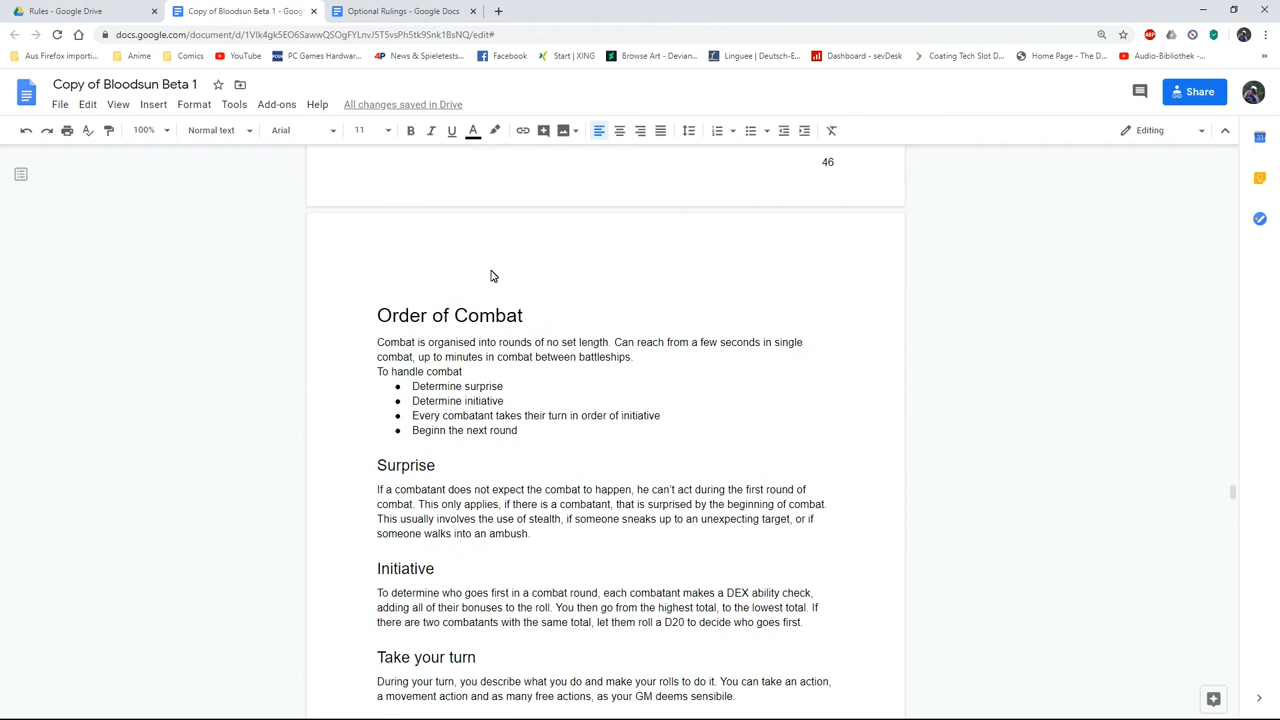 Rules - Google Drive
Copy of Bloodsun Beta 1 - Goog
Optional Rulings - Google Docs
Aus Firefox importi...
Anime
Comics
YouTube
PC Games Hardwar...
News & Spieletests...
Facebook
Start | XING
Browse Art - Devian...
Linguee | Deutsch-E...
Dashboard - sevDesk
Coating Tech Slot D...
Home Page - The D...
Audio-Bibliothek -...
Copy of Bloodsun Beta 1
File Edit View Insert Format Tools Add-ons Help All changes saved in Drive
Share
100% Normal text Arial 11 Editing
46
Order of Combat
Combat is organised into rounds of no set length. Can reach from a few seconds in single
combat, up to minutes in combat between battleships.
To handle combat
● Determine surprise
● Determine initiative
● Every combatant takes their turn in order of initiative
● Beginn the next round
Surprise
If a combatant does not expect the combat to happen, he can't act during the first round of
combat. This only applies, if there is a combatant, that is surprised by the beginning of combat.
This usually involves the use of stealth, if someone sneaks up to an unexpecting target, or if
someone walks into an ambush.
Initiative
To determine who goes first in a combat round, each combatant makes a DEX ability check,
adding all of their bonuses to the roll. You then go from the highest total, to the lowest total. If
there are two combatants with the same total, let them roll a D20 to decide who goes first.
Take your turn
During your turn, you describe what you do and make your rolls to do it. You can take an action,
a movement action and as many free actions, as your GM deems sensibile.